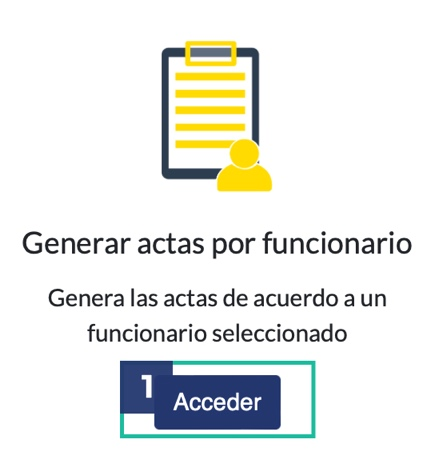 Generar actas por funcionario
Genera las actas de acuerdo a un
funcionario seleccionado
1
Acceder